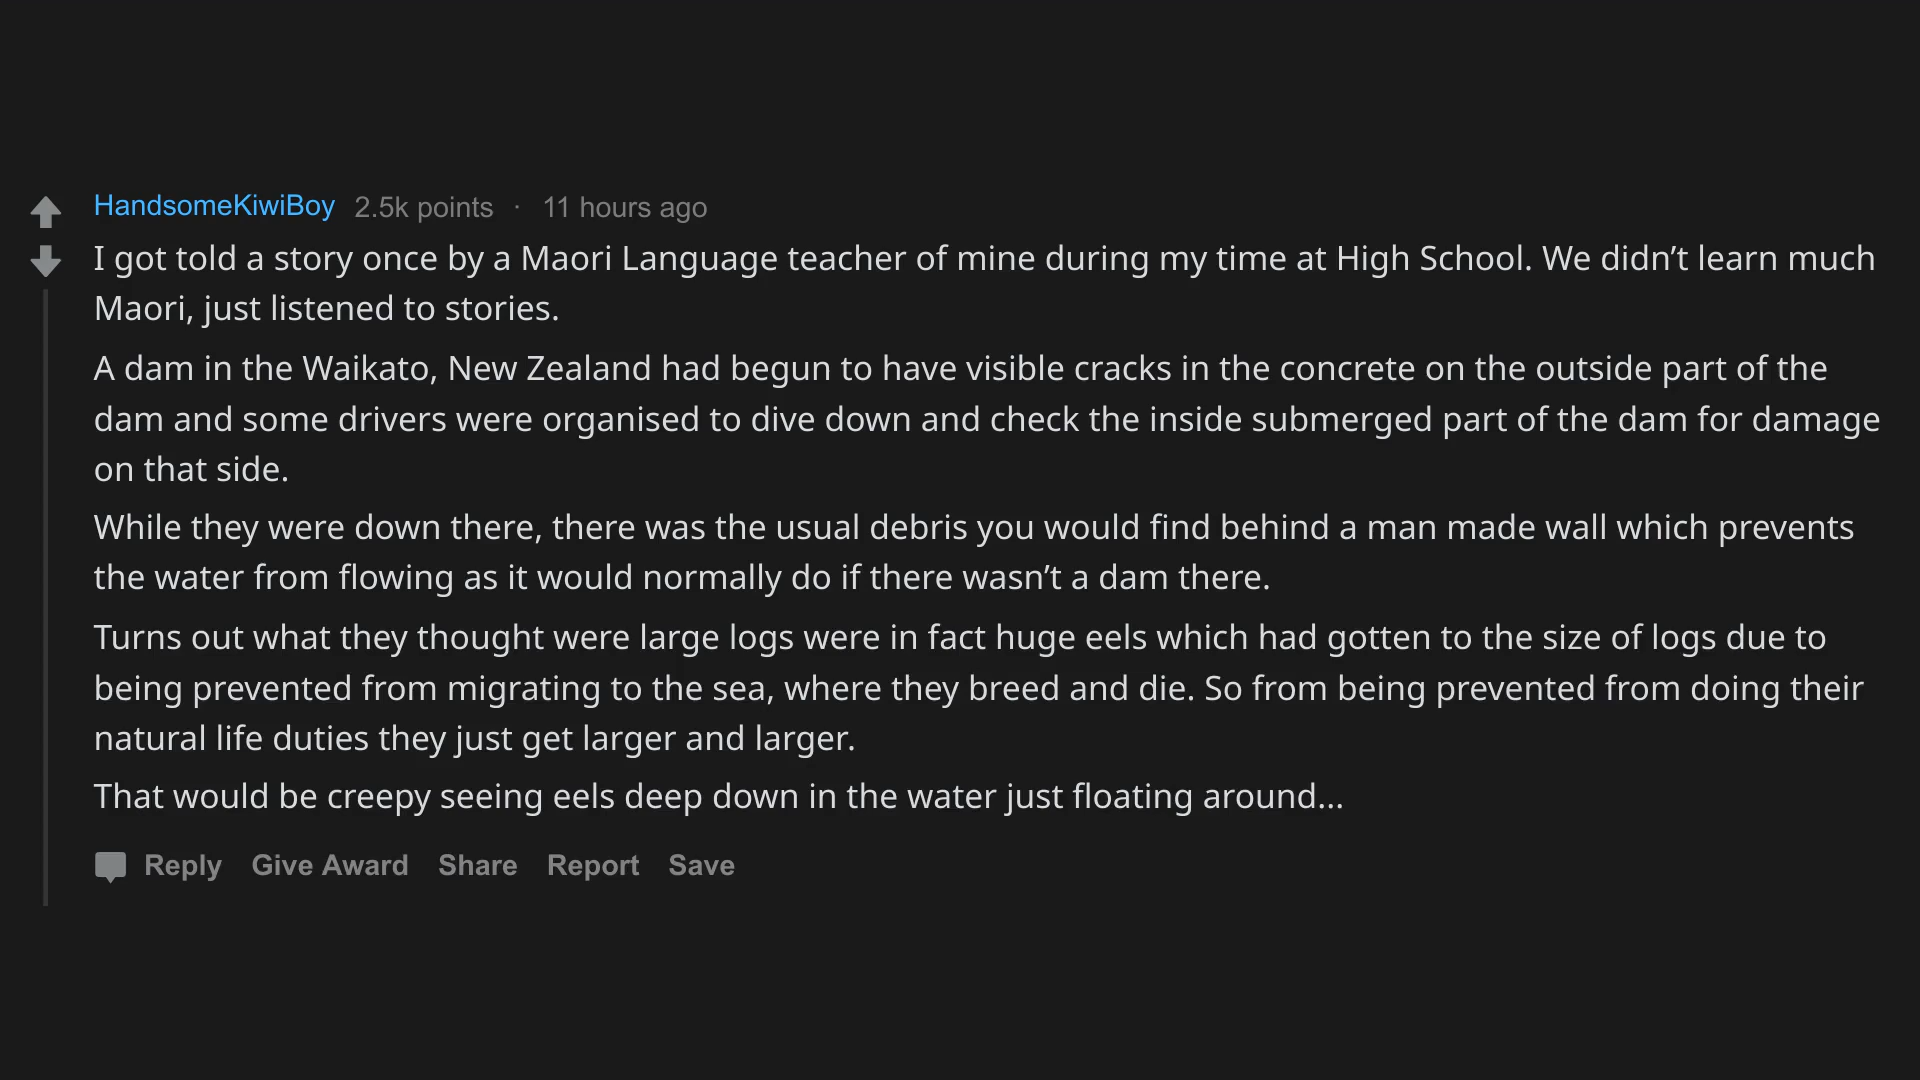 HandsomeKiwiBoy 2.5k points · 11 hours ago
I got told a story once by a Maori Language teacher of mine during my time at High School. We didn’t learn much
Maori, just listened to stories.
A dam in the Waikato, New Zealand had begun to have visible cracks in the concrete on the outside part of the
dam and some drivers were organised to dive down and check the inside submerged part of the dam for damage
on that side.
While they were down there, there was the usual debris you would find behind a man made wall which prevents
the water from flowing as it would normally do if there wasn’t a dam there.
Turns out what they thought were large logs were in fact huge eels which had gotten to the size of logs due to
being prevented from migrating to the sea, where they breed and die. So from being prevented from doing their
natural life duties they just get larger and larger.
That would be creepy seeing eels deep down in the water just floating around...
Reply Give Award Share Report Save